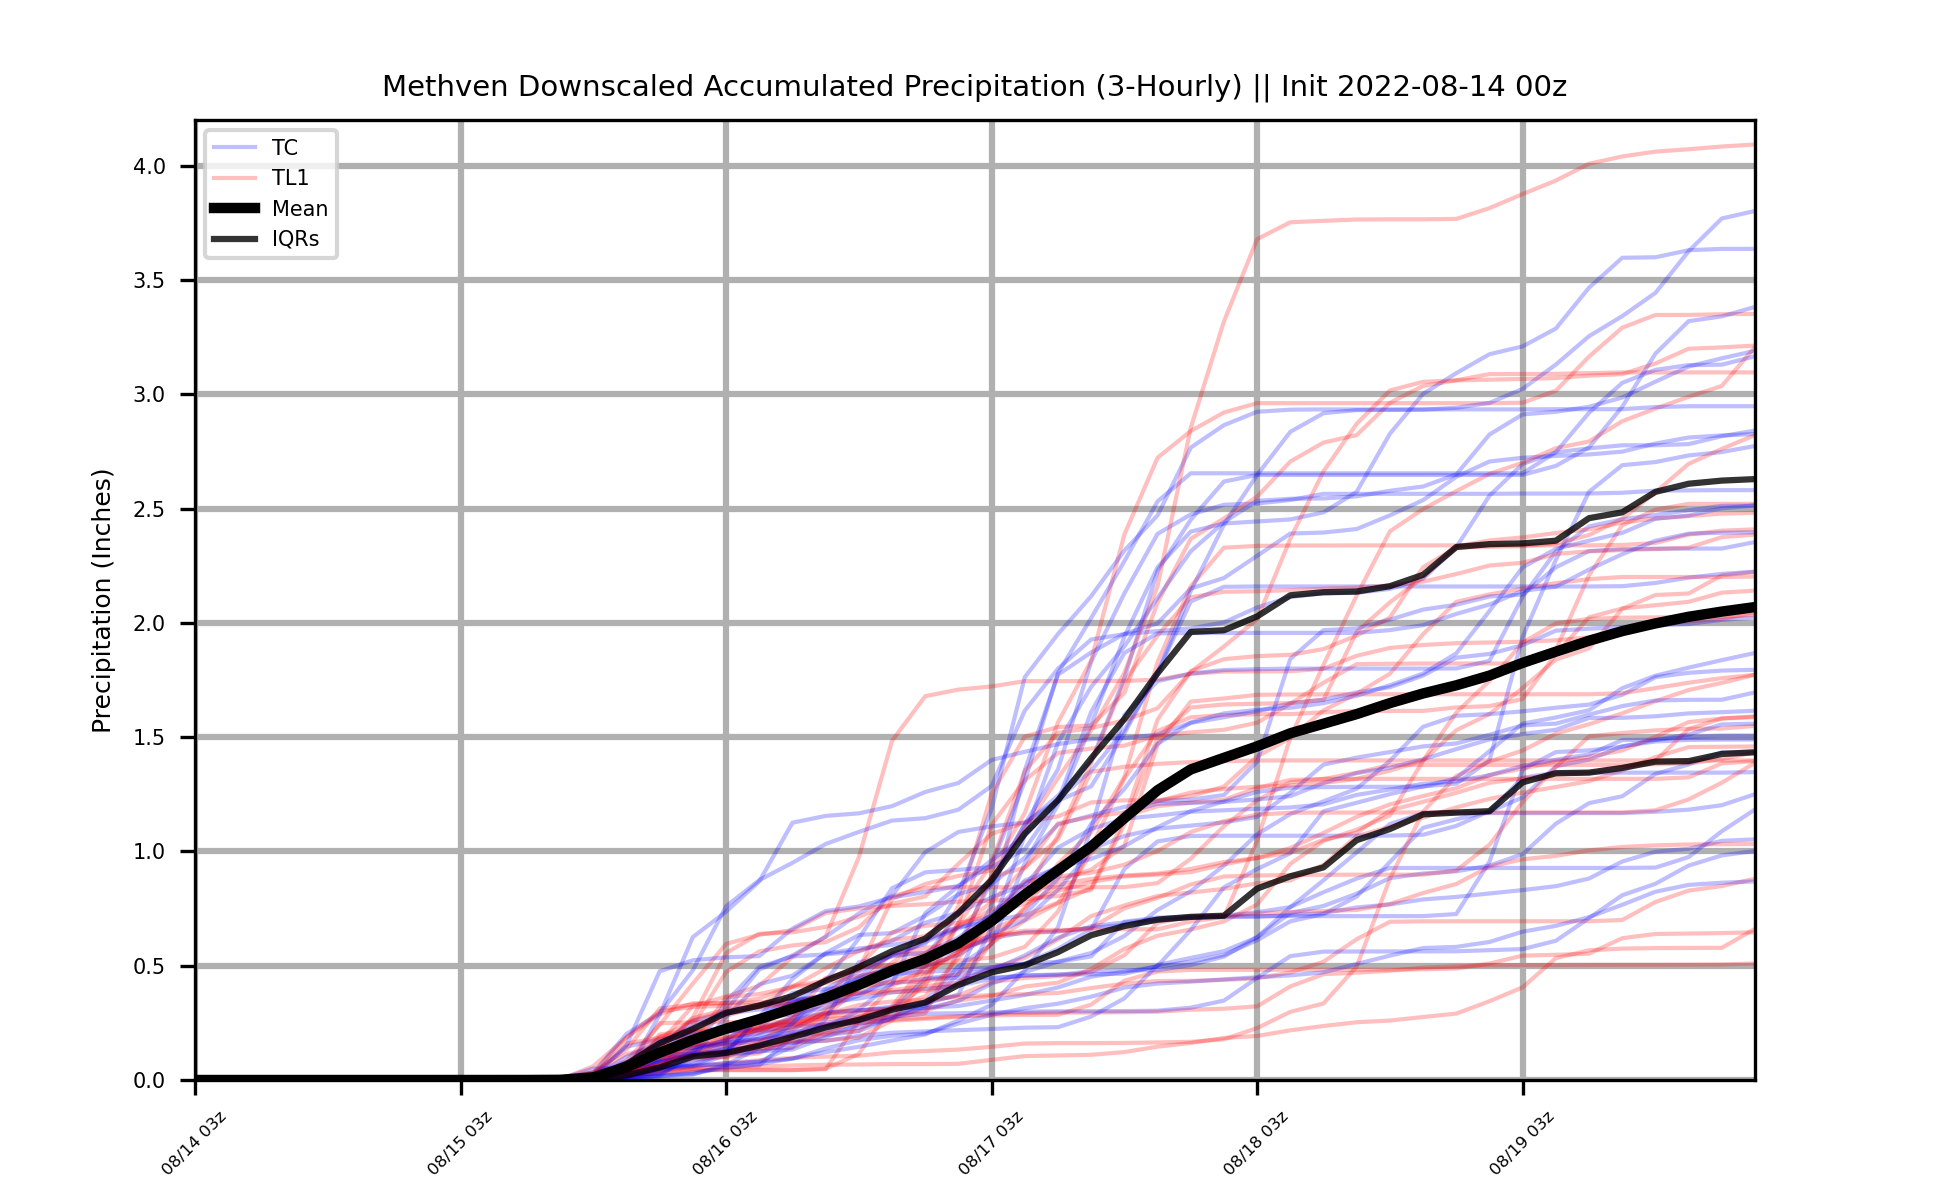 Methven Downscaled Accumulated Precipitation (3-Hourly) || Init 2022-08-14 00z
TC
TL1
Mean
IQRs
Precipitation (Inches)
4.0
3.5
3.0
2.5
2.0
1.5
1.0
0.5
0.0
08/14 03z
08/15 03z
08/16 03z
08/17 03z
08/18 03z
08/19 03z